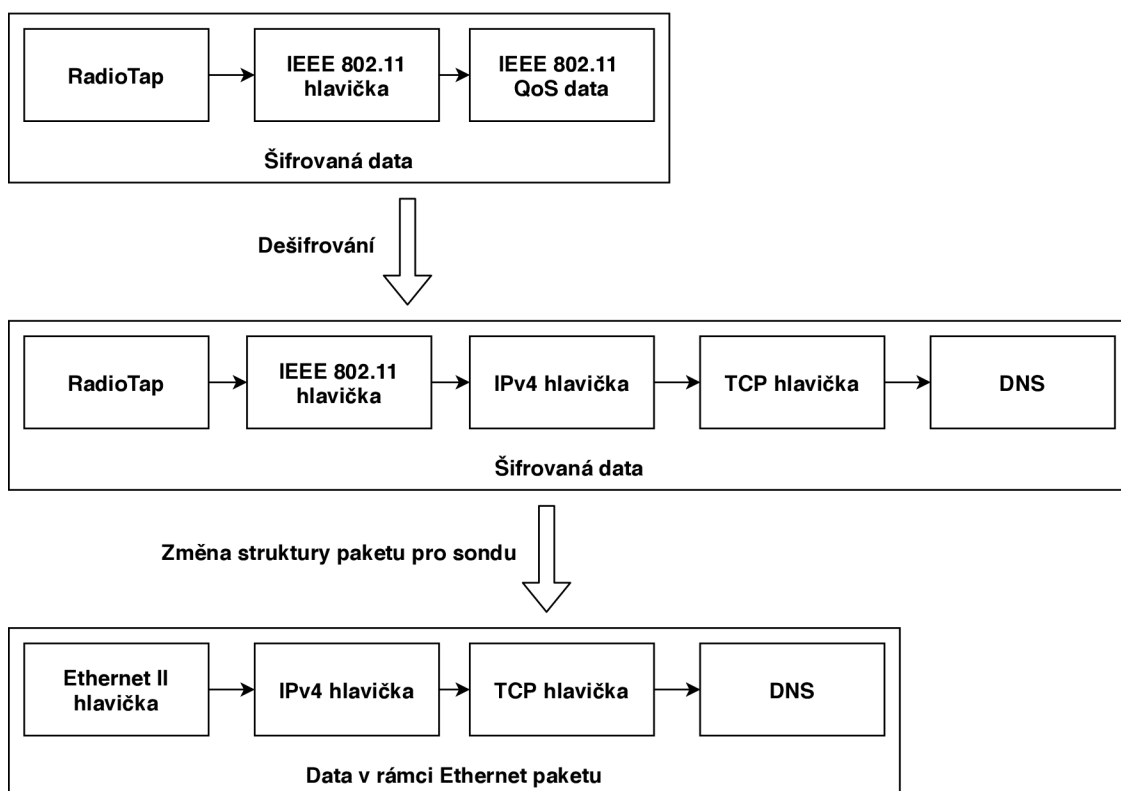 RadioTap
IEEE 802.11
hlavička
IEEE 802.11
QoS data
Šifrovaná data
Dešifrování
RadioTap
IEEE 802.11
hlavička
IPv4 hlavička
TCP hlavička
DNS
Šifrovaná data
Změna struktury paketu pro sondu
Ethernet II
hlavička
IPv4 hlavička
TCP hlavička
DNS
Data v rámci Ethernet paketu